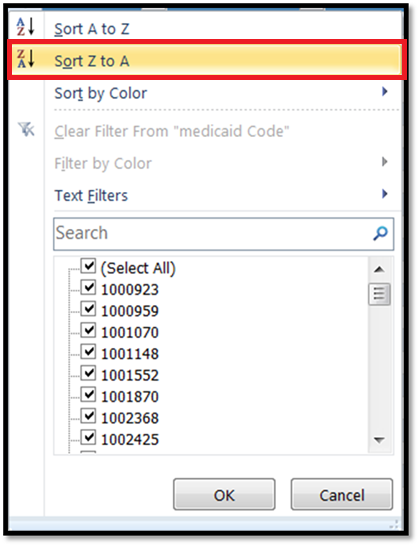 Sort A to Z
Sort Z to A
Sort by Color
Clear Filter From "medicaid Code"
Filter by Color
Text Filters
Search
(Select All)
1000923
1000959
1001070
1001148
1001552
1001870
1002368
1002425
OK Cancel